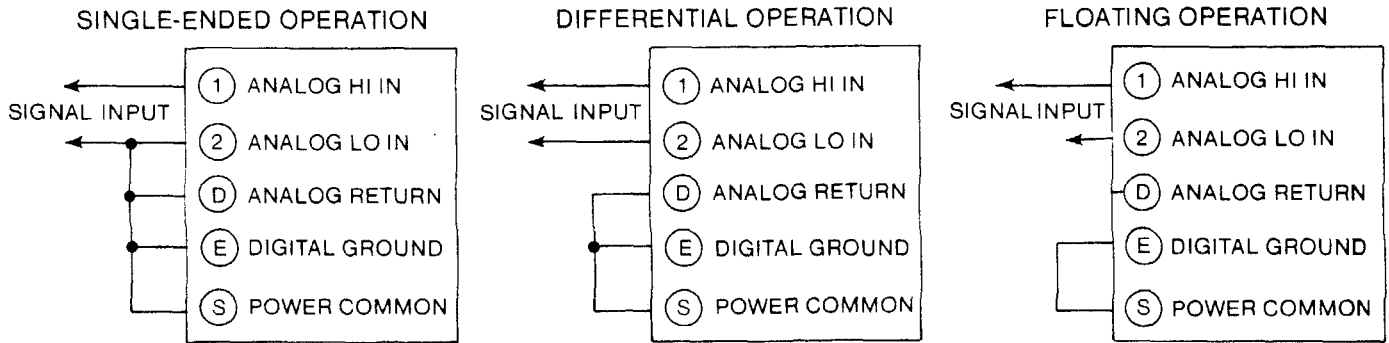 SINGLE-ENDED OPERATION
1 ANALOG HI IN
SIGNAL INPUT
2 ANALOG LO IN
D ANALOG RETURN
E DIGITAL GROUND
S POWER COMMON
DIFFERENTIAL OPERATION
1 ANALOG HI IN
SIGNAL INPUT
2 ANALOG LO IN
D ANALOG RETURN
E DIGITAL GROUND
S POWER COMMON
FLOATING OPERATION
1 ANALOG HI IN
SIGNAL INPUT
2 ANALOG LO IN
D ANALOG RETURN
E DIGITAL GROUND
S POWER COMMON